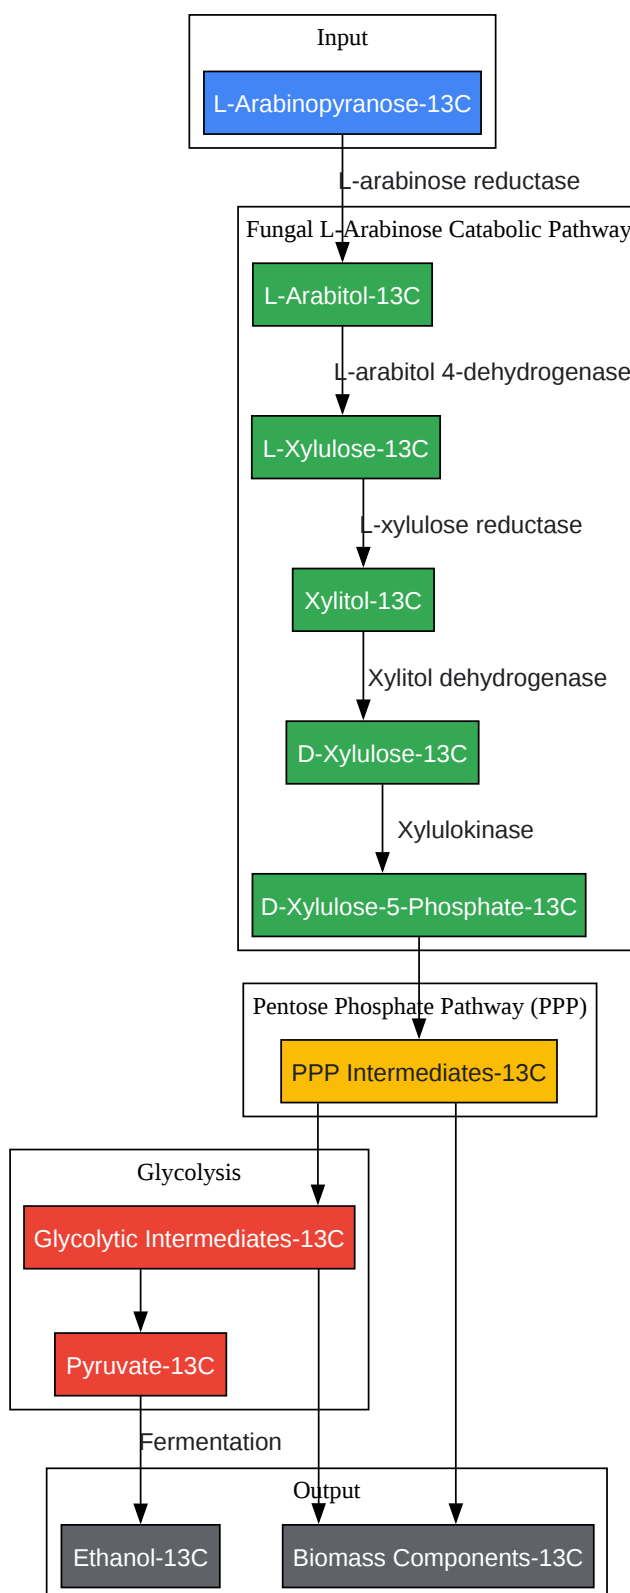 Input
L-Arabinopyranose-13C
L-arabinose reductase
Fungal L-Arabinose Catabolic Pathway
L-Arabitol-13C
L-arabitol 4-dehydrogenase
L-Xylulose-13C
L-xylulose reductase
Xylitol-13C
Xylitol dehydrogenase
D-Xylulose-13C
Xylulokinase
D-Xylulose-5-Phosphate-13C
Pentose Phosphate Pathway (PPP)
PPP Intermediates-13C
Glycolysis
Glycolytic Intermediates-13C
Pyruvate-13C
Fermentation
Output
Ethanol-13C
Biomass Components-13C